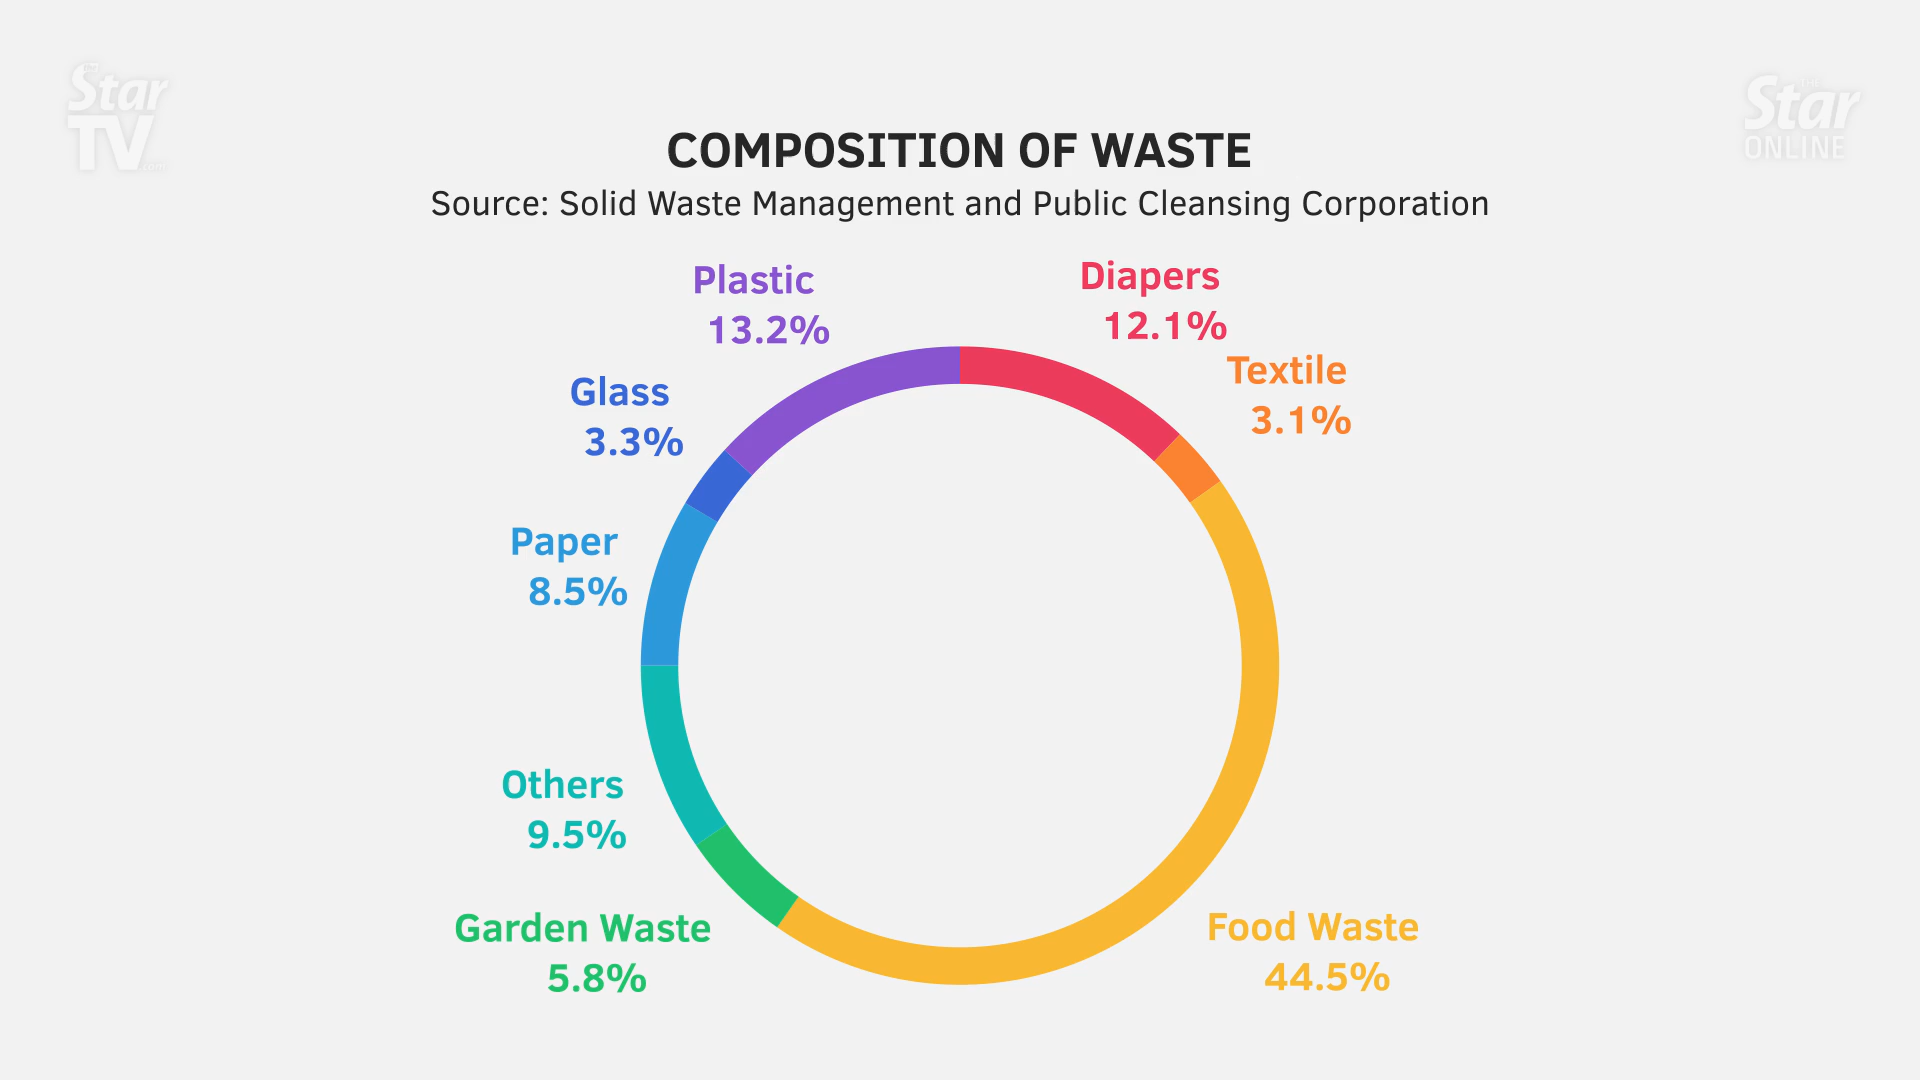 Star
TV
.com
THE
Star
ONLINE
COMPOSITION OF WASTE
Source: Solid Waste Management and Public Cleansing Corporation
Plastic
13.2%
Diapers
12.1%
Textile
3.1%
Glass
3.3%
Paper
8.5%
Others
9.5%
Garden Waste
5.8%
Food Waste
44.5%